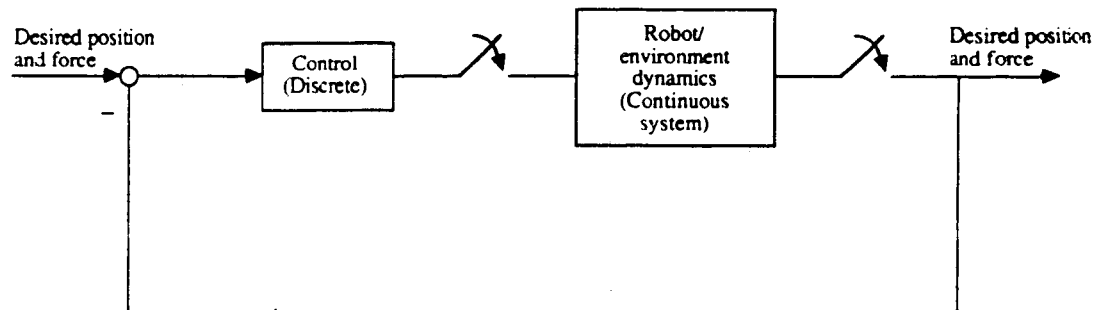 Desired position
and force
Control
(Discrete)
Robot/
environment
dynamics
(Continuous
system)
Desired position
and force
–